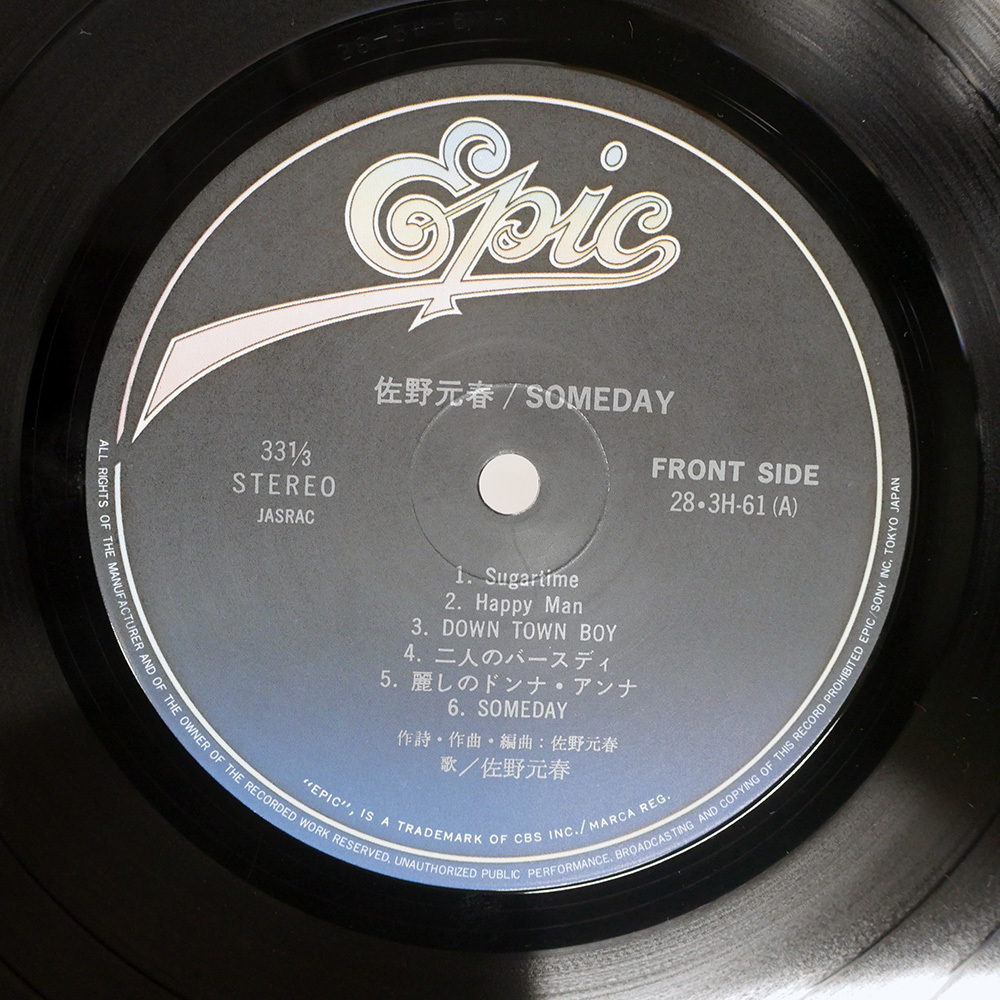 Epic
佐野元春/SOMEDAY
33⅓
STEREO
JASRAC
FRONT SIDE
28•3H-61(A)
1. Sugartime
2. Happy Man
3. DOWN TOWN BOY
4. 二人のバースディ
5. 麗しのドンナ・アンナ
6. SOMEDAY
作詩・作曲・編曲：佐野元春
歌／佐野元春
"EPIC", IS A TRADEMARK OF CBS INC./MARCA REG.
ALL RIGHTS OF THE MANUFACTURER AND OF THE OWNER OF THE RECORDED WORK RESERVED. UNAUTHORIZED PUBLIC PERFORMANCE, BROADCASTING AND COPYING OF THIS RECORD PROHIBITED EPIC/SONY INC. TOKYO JAPAN